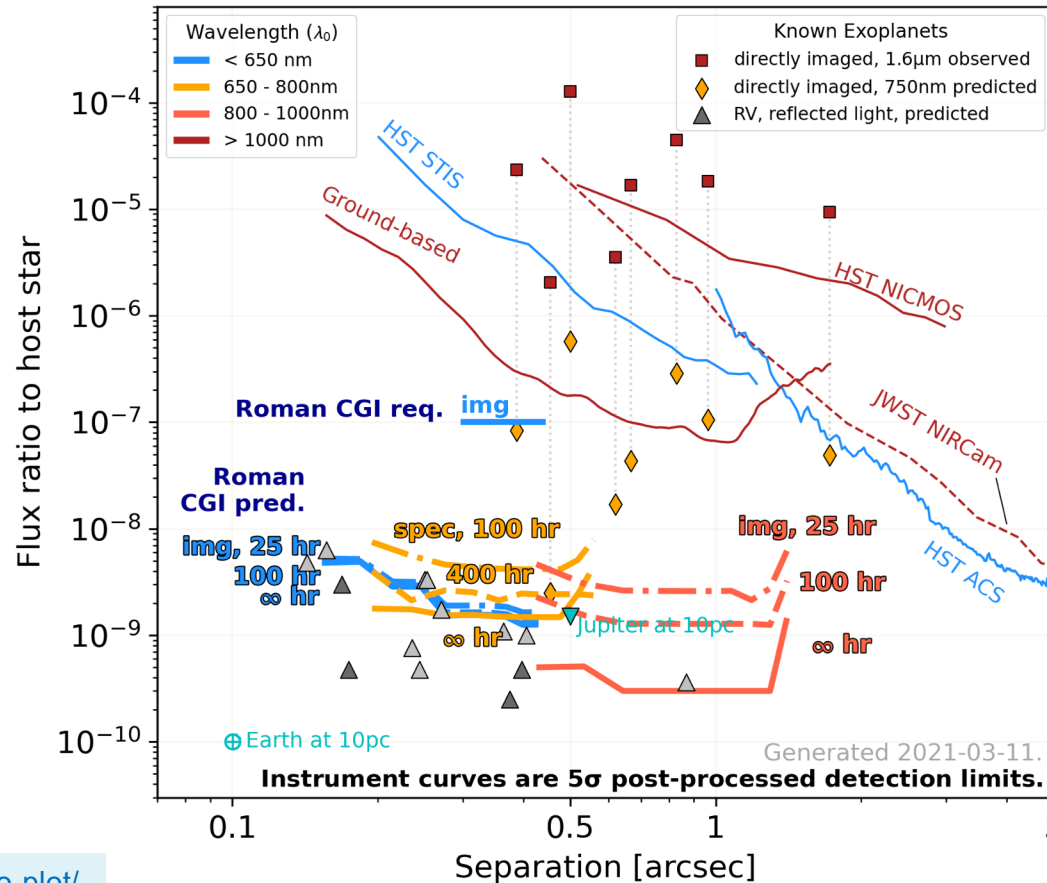 Wavelength (λ₀)
< 650 nm
650 - 800nm
800 - 1000nm
> 1000 nm
Known Exoplanets
directly imaged, 1.6μm observed
directly imaged, 750nm predicted
RV, reflected light, predicted
Flux ratio to host star
10⁻⁴
10⁻⁵
10⁻⁶
10⁻⁷
10⁻⁸
10⁻⁹
10⁻¹⁰
HST STIS
Ground-based
HST NICMOS
JWST NIRCam
HST ACS
Roman CGI req.
img
Roman
CGI pred.
img, 25 hr
100 hr
∞ hr
spec, 100 hr
400 hr
∞ hr
img, 25 hr
100 hr
∞ hr
Jupiter at 10pc
Earth at 10pc
Generated 2021-03-11.
Instrument curves are 5σ post-processed detection limits.
0.1
0.5
1
Separation [arcsec]